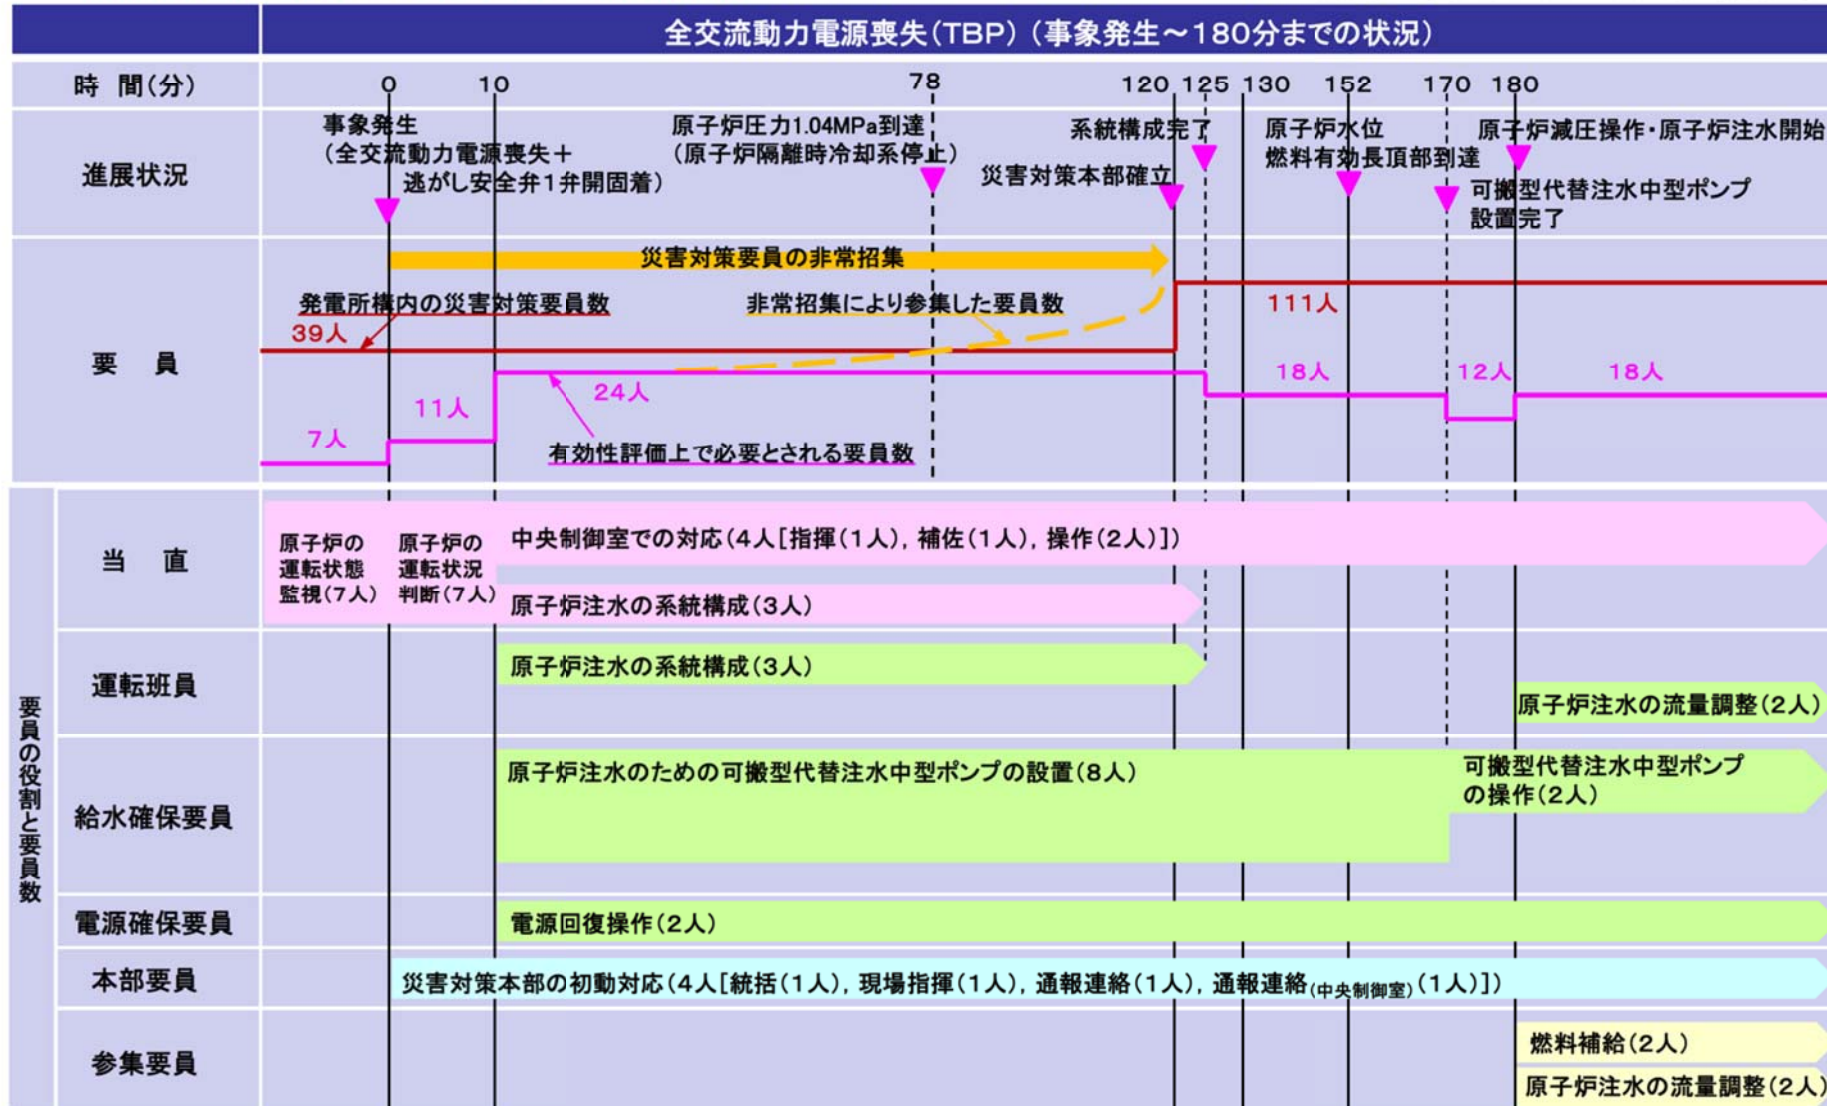 全交流動力電源喪失(TBP)(事象発生～180分までの状況)
時 間(分)
0
10
78
120
125
130
152
170
180
進展状況
事象発生
(全交流動力電源喪失＋
逃がし安全弁1弁開固着)
原子炉圧力1.04MPa到達
(原子炉隔離時冷却系停止)
系統構成完了
災害対策本部確立
原子炉水位
燃料有効長頂部到達
原子炉減圧操作・原子炉注水開始
可搬型代替注水中型ポンプ
設置完了
要 員
災害対策要員の非常招集
発電所構内の災害対策要員数
非常招集により参集した要員数
39人
111人
7人
11人
24人
18人
12人
18人
有効性評価上で必要とされる要員数
要員の役割と要員数
当 直
原子炉の
運転状態
監視(7人)
原子炉の
運転状況
判断(7人)
中央制御室での対応(4人[指揮(1人),補佐(1人),操作(2人)])
原子炉注水の系統構成(3人)
運転班員
原子炉注水の系統構成(3人)
原子炉注水の流量調整(2人)
給水確保要員
原子炉注水のための可搬型代替注水中型ポンプの設置(8人)
可搬型代替注水中型ポンプ
の操作(2人)
電源確保要員
電源回復操作(2人)
本部要員
災害対策本部の初動対応(4人[統括(1人),現場指揮(1人),通報連絡(1人),通報連絡(中央制御室)(1人)])
参集要員
燃料補給(2人)
原子炉注水の流量調整(2人)